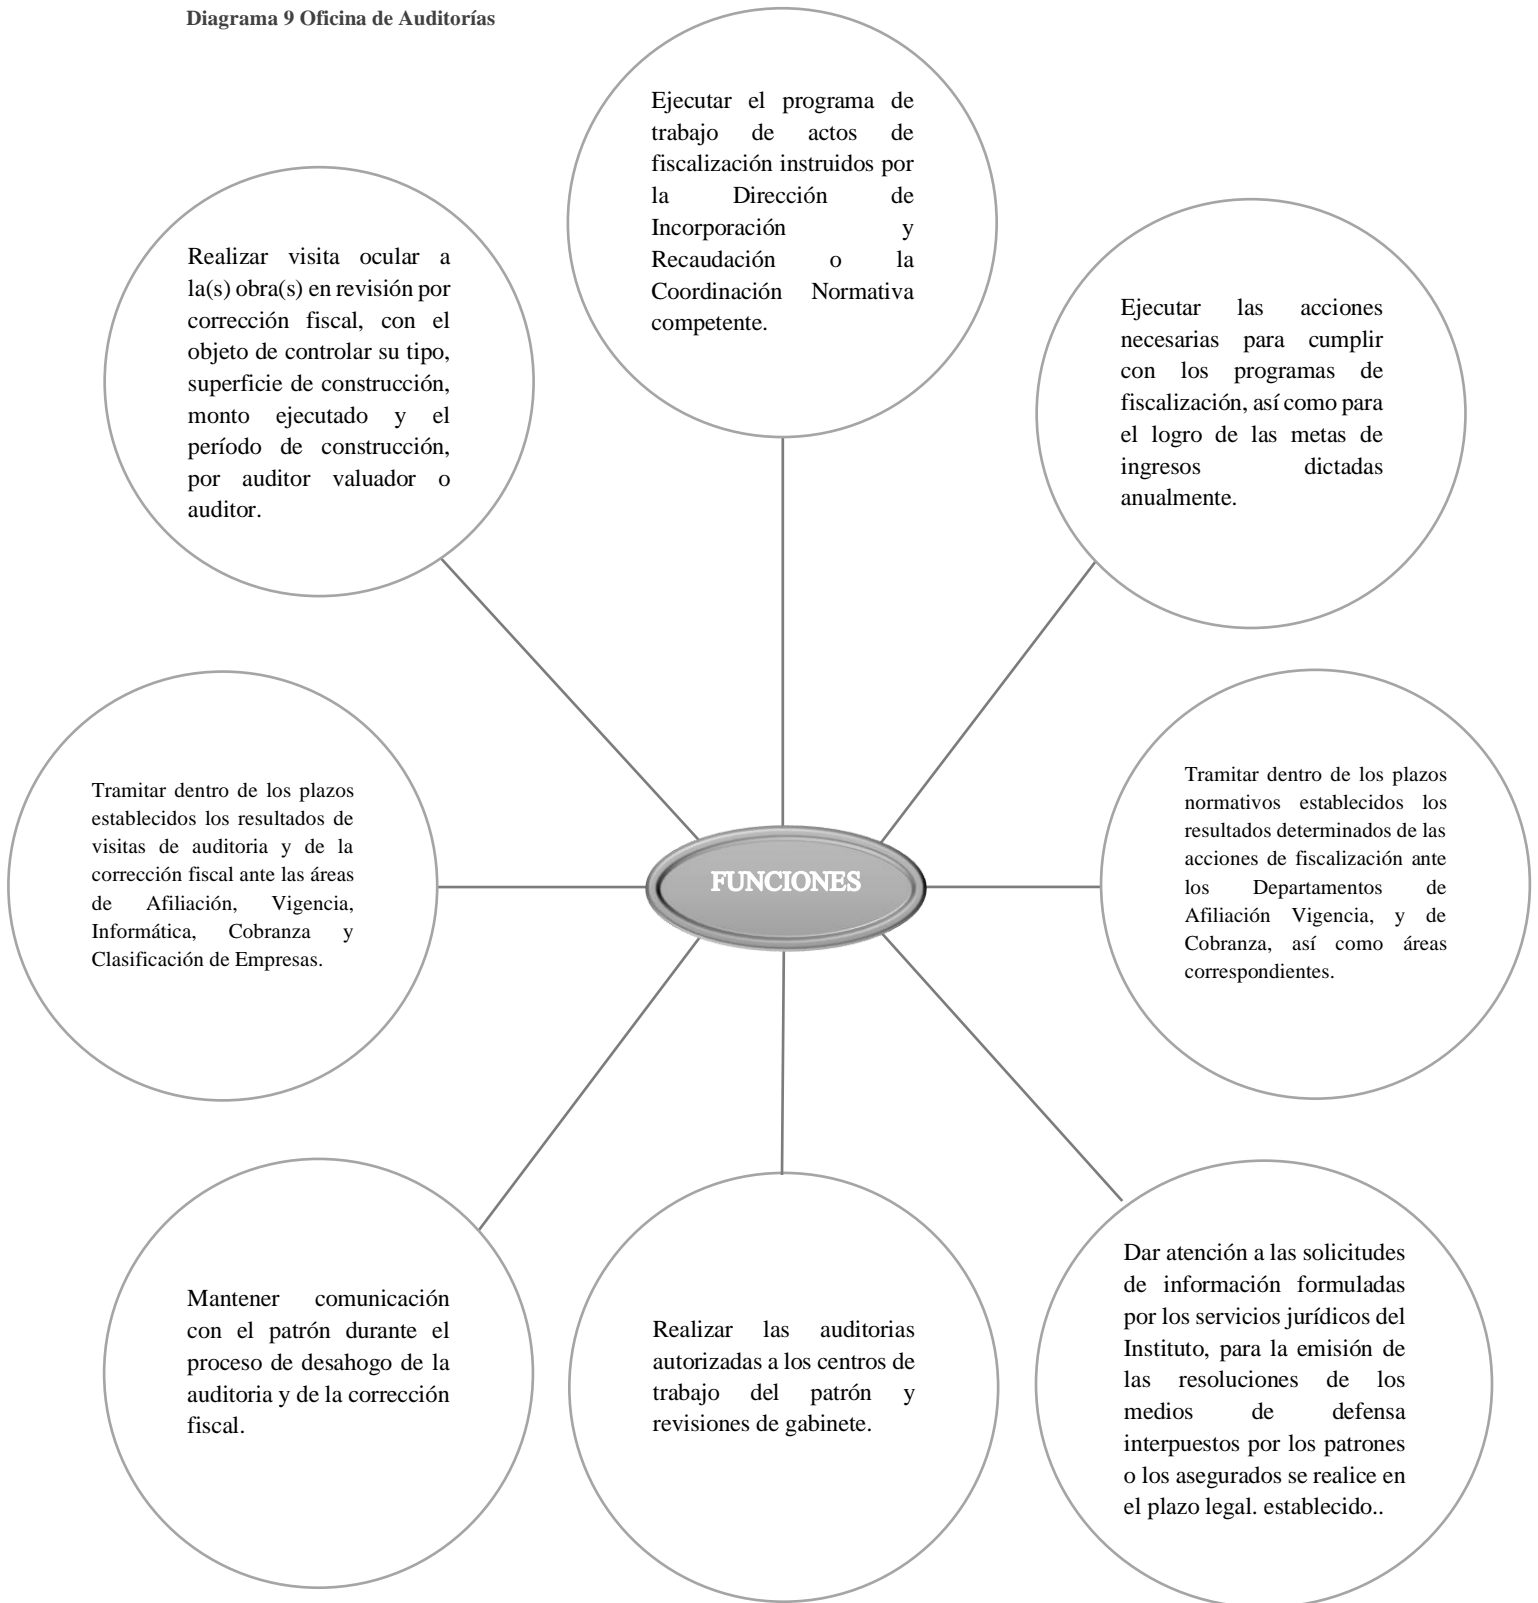 Diagrama 9 Oficina de Auditorías
Ejecutar el programa de
trabajo de actos de
fiscalización instruidos por
la Dirección de
Incorporación y
Recaudación o la
Coordinación Normativa
competente.
Realizar visita ocular a
la(s) obra(s) en revisión por
corrección fiscal, con el
objeto de controlar su tipo,
superficie de construcción,
monto ejecutado y el
período de construcción,
por auditor valuador o
auditor.
Ejecutar las acciones
necesarias para cumplir
con los programas de
fiscalización, así como para
el logro de las metas de
ingresos dictadas
anualmente.
Tramitar dentro de los plazos
establecidos los resultados de
visitas de auditoria y de la
corrección fiscal ante las áreas
de Afiliación, Vigencia,
Informática, Cobranza y
Clasificación de Empresas.
FUNCIONES
Tramitar dentro de los plazos
normativos establecidos los
resultados determinados de las
acciones de fiscalización ante
los Departamentos de
Afiliación Vigencia, y de
Cobranza, así como áreas
correspondientes.
Mantener comunicación
con el patrón durante el
proceso de desahogo de la
auditoria y de la corrección
fiscal.
Realizar las auditorias
autorizadas a los centros de
trabajo del patrón y
revisiones de gabinete.
Dar atención a las solicitudes
de información formuladas
por los servicios jurídicos del
Instituto, para la emisión de
las resoluciones de los
medios de defensa
interpuestos por los patrones
o los asegurados se realice en
el plazo legal. establecido..